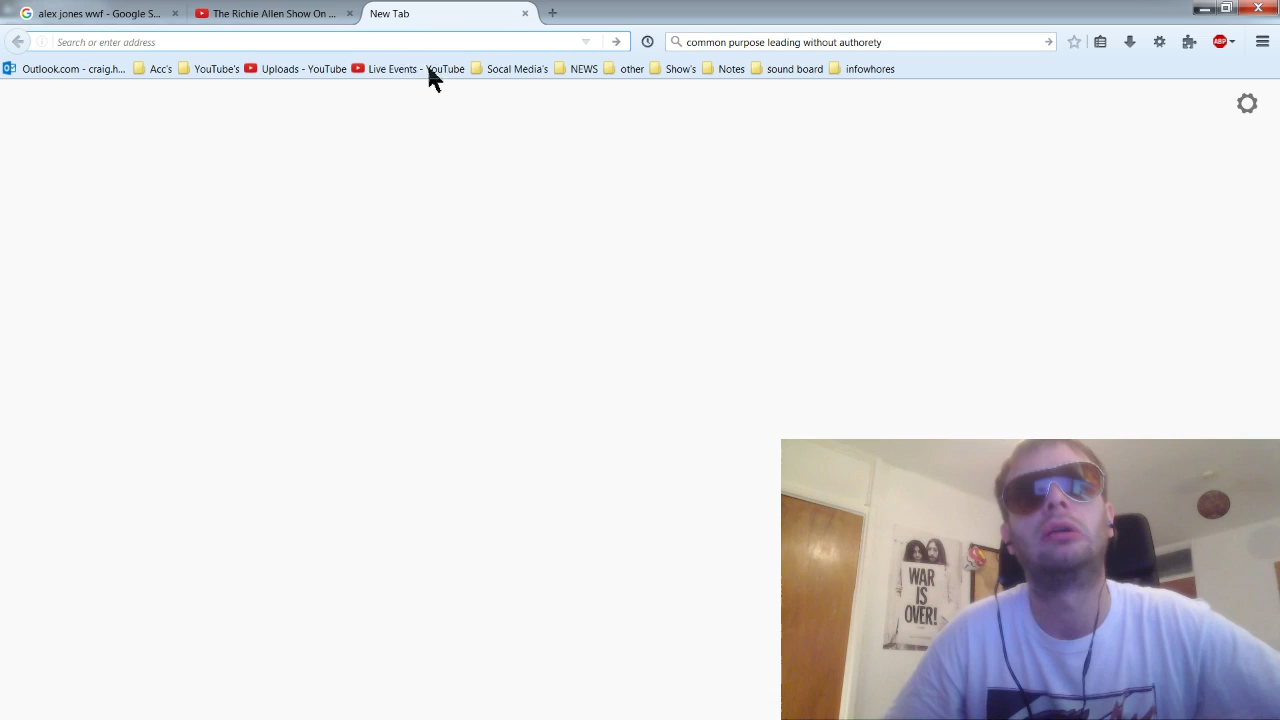 alex jones wwf - Google S...
The Richie Allen Show On ...
New Tab
Search or enter address
common purpose leading without authorety
ABP
Outlook.com - craig.h... Acc's YouTube's Uploads - YouTube Live Events - YouTube Socal Media's NEWS other Show's Notes sound board infowhores
WAR
IS
OVER!